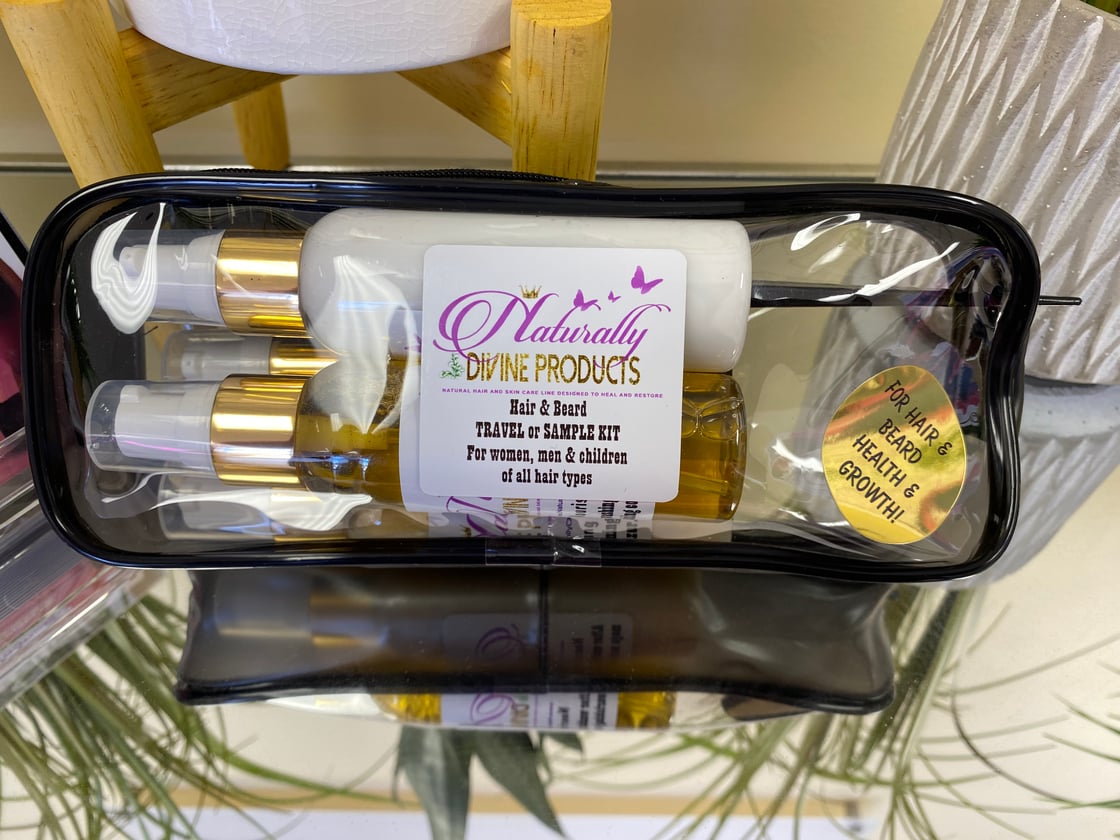 Naturally
DIVINE PRODUCTS
NATURAL HAIR AND SKIN CARE LINE DESIGNED TO HEAL AND RESTORE
Hair & Beard
TRAVEL or SAMPLE KIT
For women, men & children
of all hair types
FOR HAIR &
BEARD
HEALTH &
GROWTH!